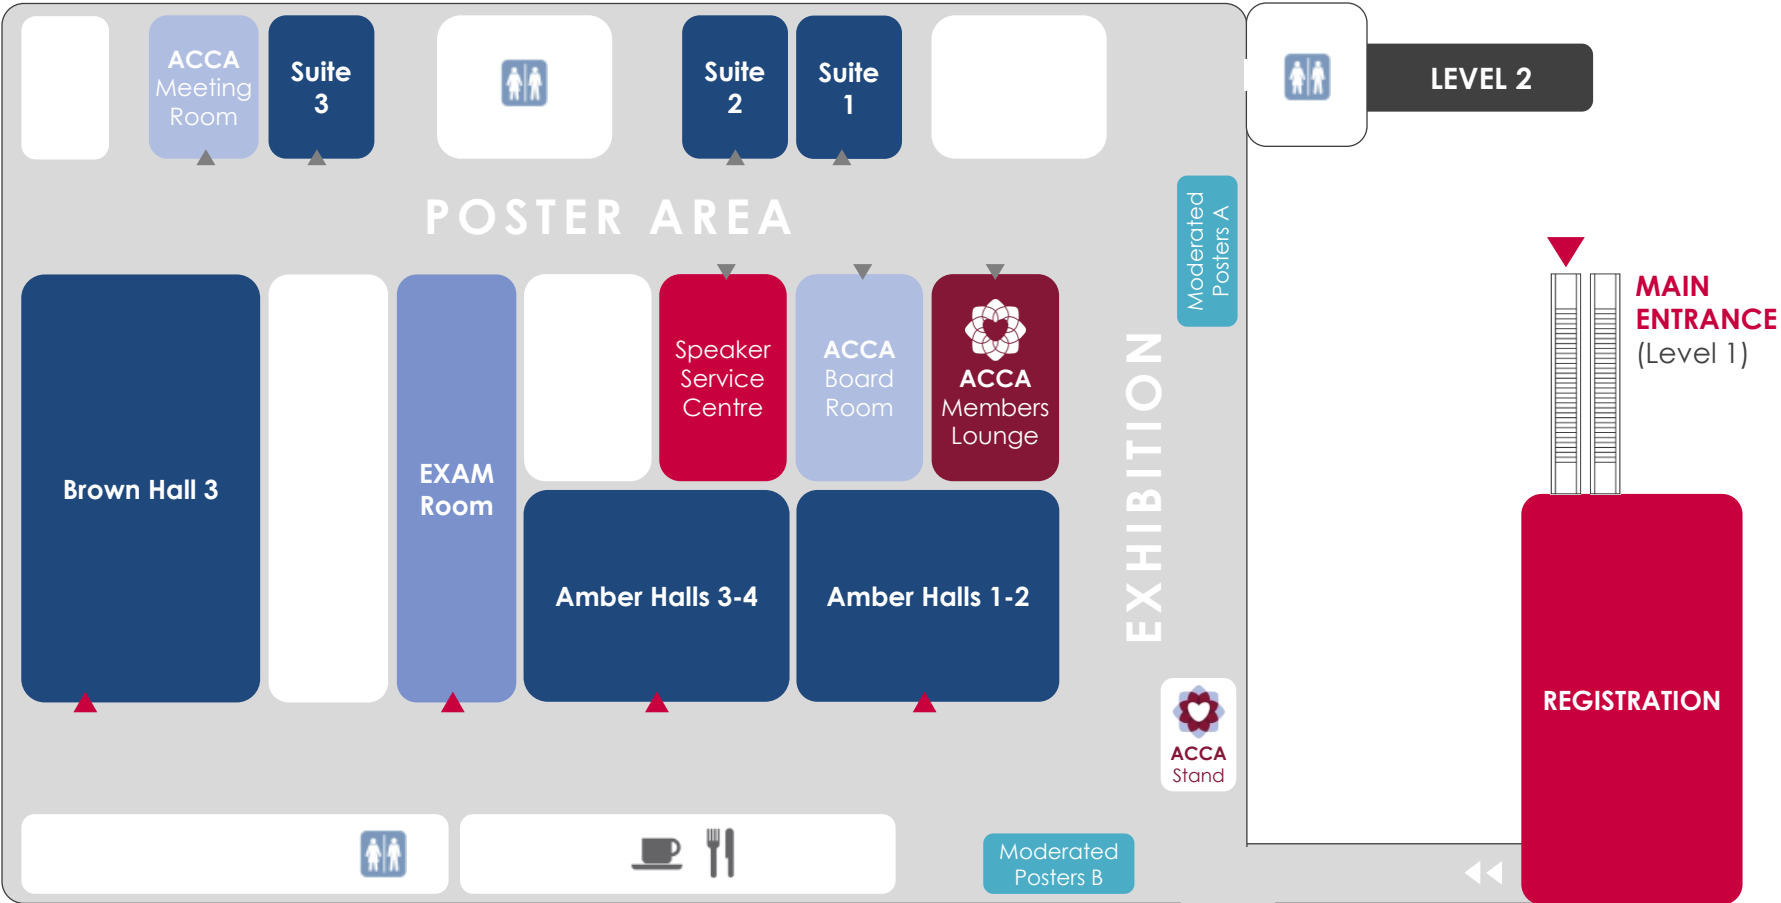 ACCA
Meeting
Room
Suite
3
Suite
2
Suite
1
LEVEL 2
POSTER AREA
Moderated
Posters A
MAIN
ENTRANCE
(Level 1)
Brown Hall 3
EXAM
Room
Speaker
Service
Centre
ACCA
Board
Room
ACCA
Members
Lounge
EXHIBITION
Amber Halls 3-4
Amber Halls 1-2
REGISTRATION
ACCA
Stand
Moderated
Posters B